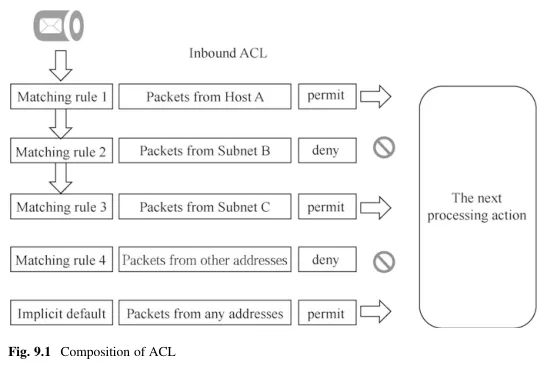 Inbound ACL
Matching rule 1 Packets from Host A permit
Matching rule 2 Packets from Subnet B deny
Matching rule 3 Packets from Subnet C permit
The next
processing action
Matching rule 4 Packets from other addresses deny
Implicit default Packets from any addresses permit
Fig. 9.1 Composition of ACL